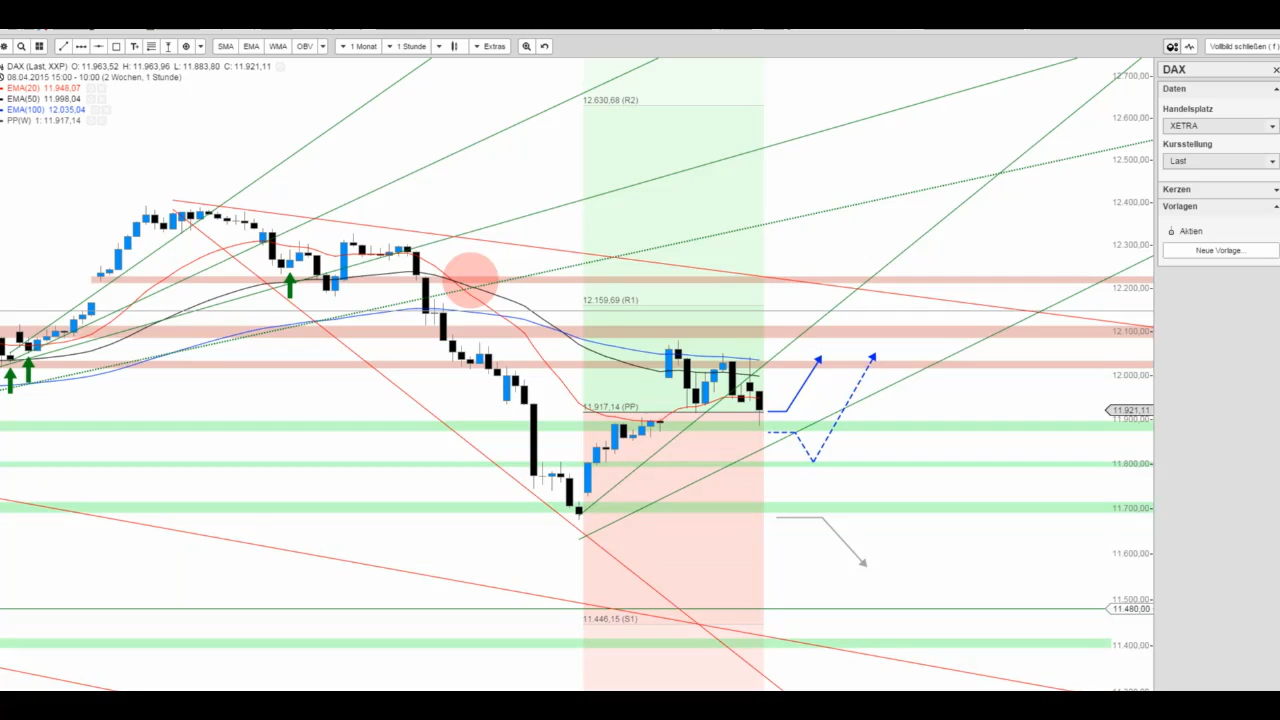 SMA EMA WMA OBV 1 Monat 1 Stunde Extras Vollbild schließen ( f )
DAX (Last, XXP) O: 11.963,52 H: 11.963,96 L: 11.883,80 C: 11.921,11
08.04.2015 15:00 - 10:00 (2 Wochen, 1 Stunde)
EMA(20) 11.948,07
EMA(50) 11.998,04
EMA(100) 12.035,04
PP(W) 1: 11.917,14
12.630,68 (R2)
12.159,69 (R1)
11.917,14 (PP)
11.446,15 (S1)
12.700,00
12.600,00
12.500,00
12.400,00
12.300,00
12.200,00
12.100,00
12.000,00
11.921,11
11.900,00
11.800,00
11.700,00
11.600,00
11.500,00
11.480,00
11.400,00
DAX
Daten
Handelsplatz
XETRA
Kursstellung
Last
Kerzen
Vorlagen
Aktien
Neue Vorlage...